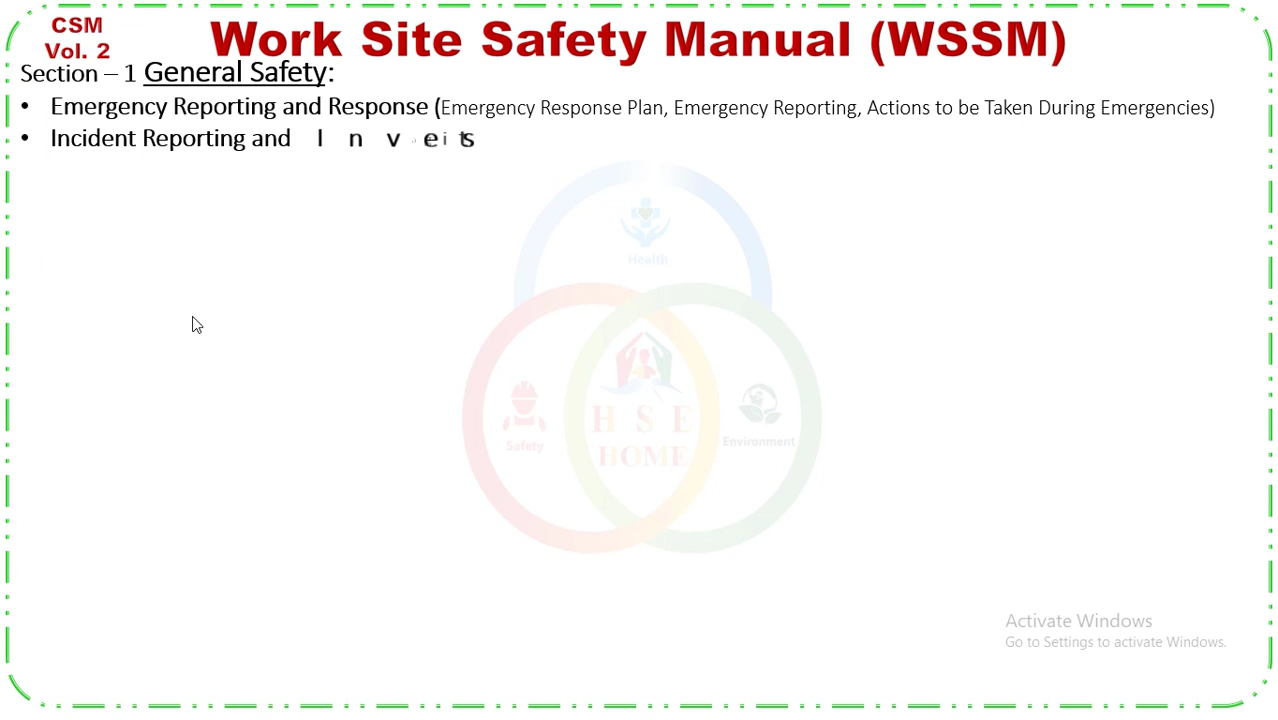 CSM
Vol. 2
Work Site Safety Manual (WSSM)
Section – 1 General Safety:
• Emergency Reporting and Response (Emergency Response Plan, Emergency Reporting, Actions to be Taken During Emergencies)
• Incident Reporting and
Health
Safety
Environment
HSE
HOME
Activate Windows
Go to Settings to activate Windows.